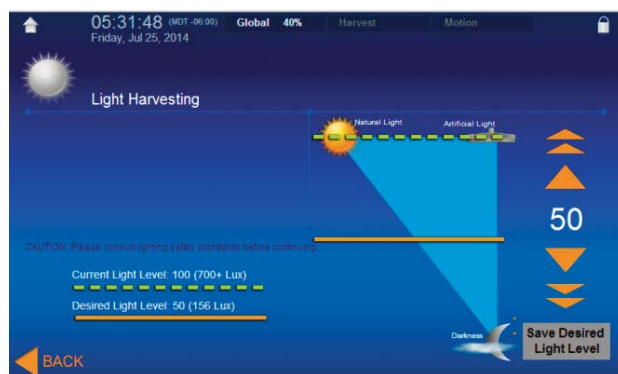 05:31:48 (MDT -06:00) Global 40% Harvest Motion
Friday, Jul 25, 2014
Light Harvesting
Natural Light Artificial Light
50
CAUTION: Please consult lighting safety standards before continuing.
Current Light Level: 100 (700+ Lux)
Desired Light Level: 50 (156 Lux)
Darkness
Save Desired
Light Level
BACK